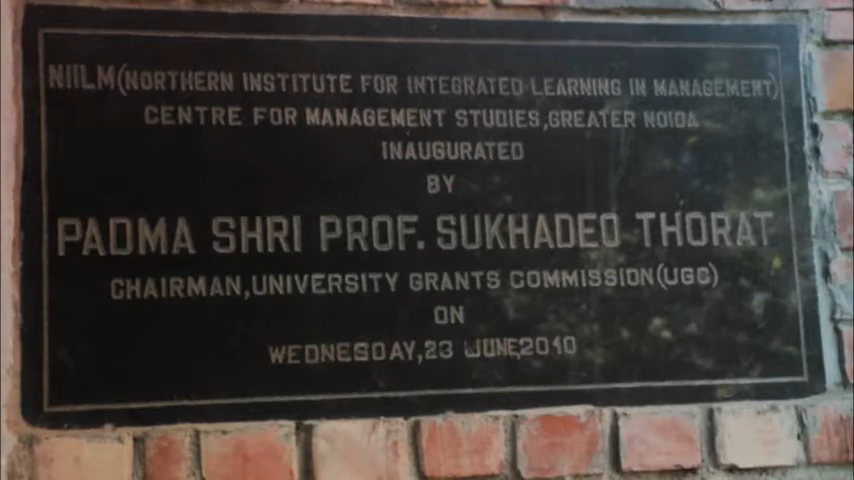 NIILM(NORTHERN INSTITUTE FOR INTEGRATED LEARNING IN MANAGEMENT)
CENTRE FOR MANAGEMENT STUDIES,GREATER NOIDA
INAUGURATED
BY
PADMA SHRI PROF. SUKHADEO THORAT
CHAIRMAN,UNIVERSITY GRANTS COMMISSION(UGC)
ON
WEDNESDAY,23 JUNE,2010